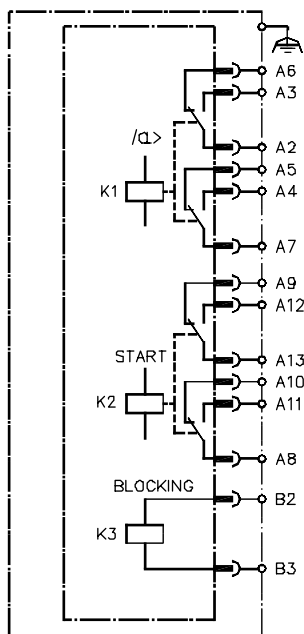 A6
A3
/a>
A2
A5
K1
A4
A7
A9
A12
START
A13
A10
K2
A11
A8
BLOCKING
B2
K3
B3